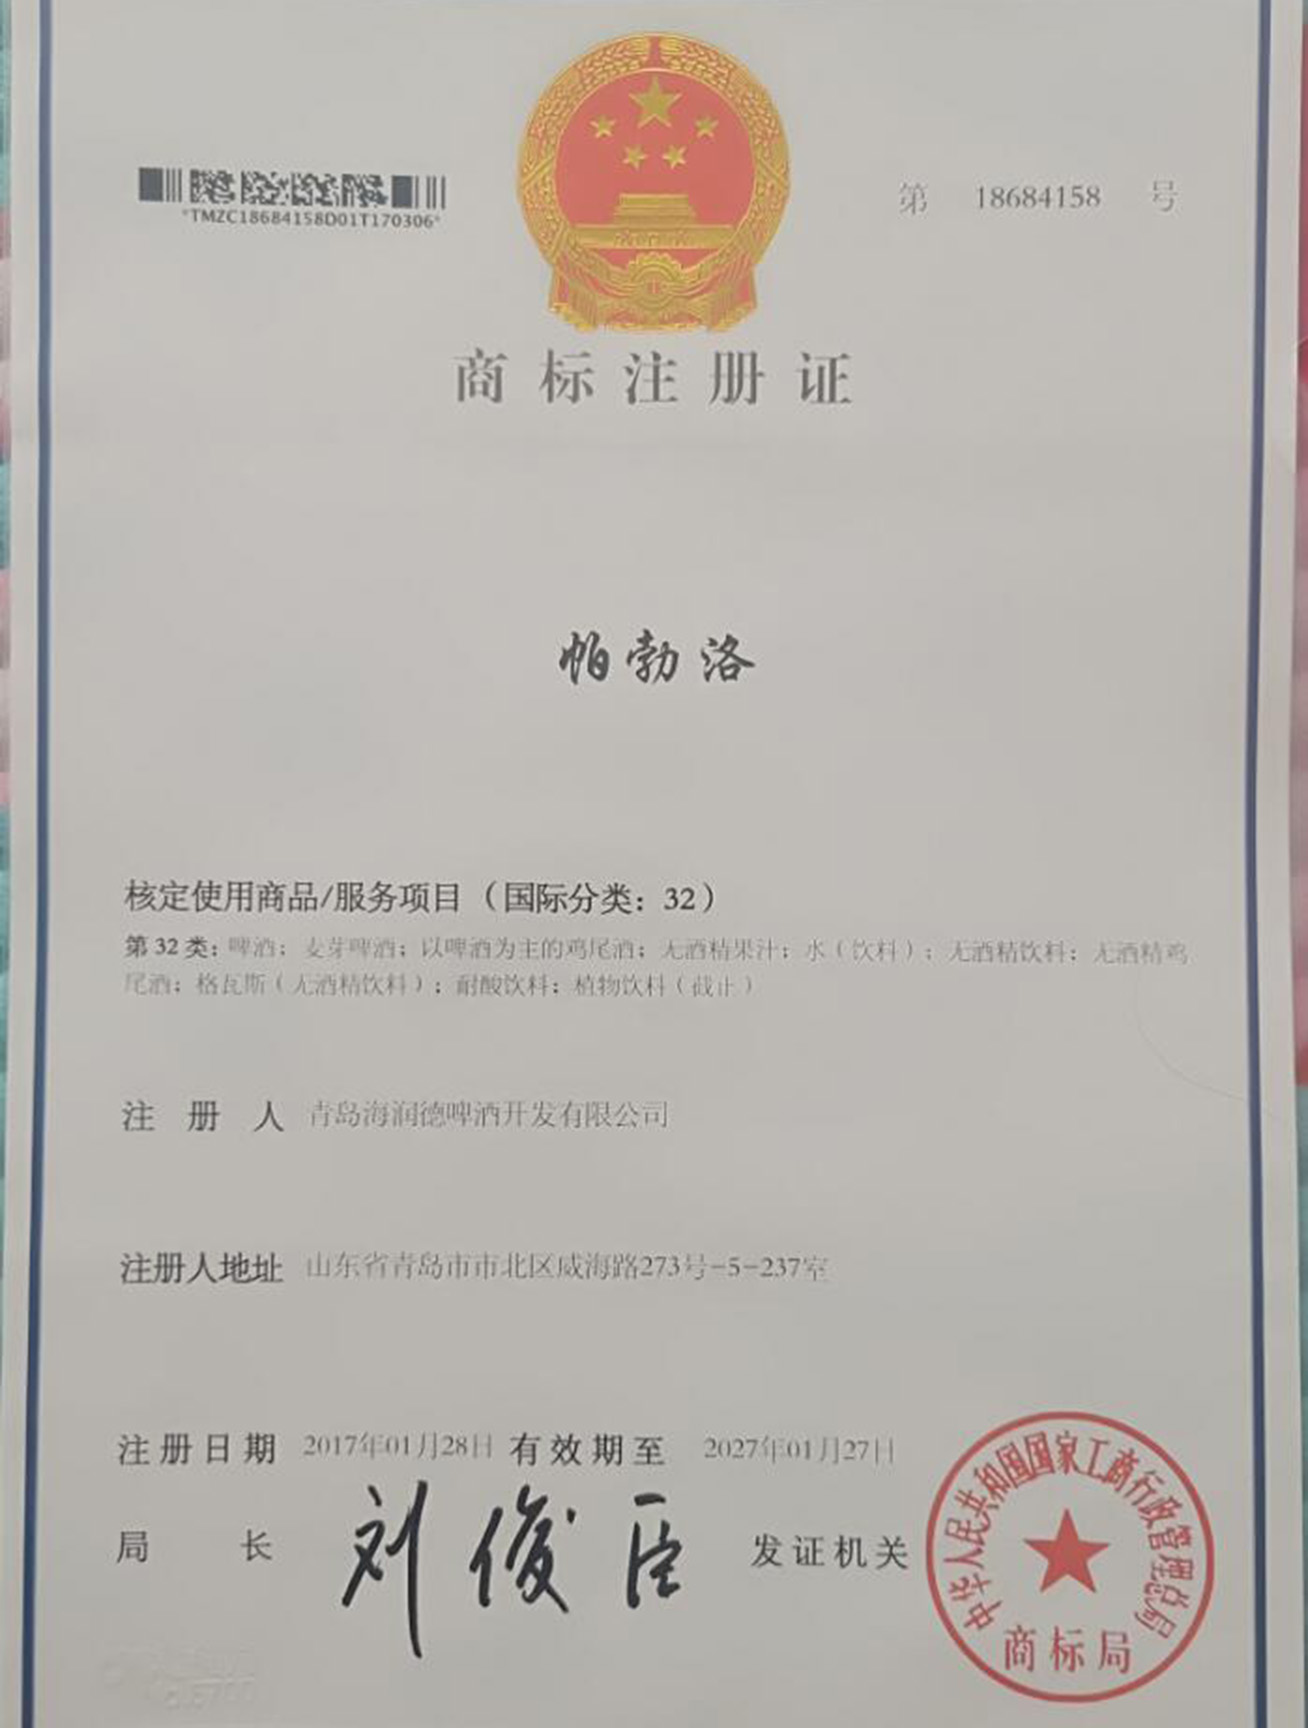 *TMZC18684158D01T170306*
第 18684158 号
商标注册证
帕勃洛
核定使用商品/服务项目（国际分类：32）
第32类：啤酒；麦芽啤酒；以啤酒为主的鸡尾酒；无酒精果汁；水（饮料）；无酒精饮料；无酒精鸡
尾酒；格瓦斯（无酒精饮料）；耐酸饮料；植物饮料（截止）
注册人 青岛海润德啤酒开发有限公司
注册人地址 山东省青岛市市北区威海路273号-5-237室
注册日期 2017年01月28日 有效期至 2027年01月27日
局长 刘俊臣 发证机关
中华人民共和国国家工商行政管理总局
商标局